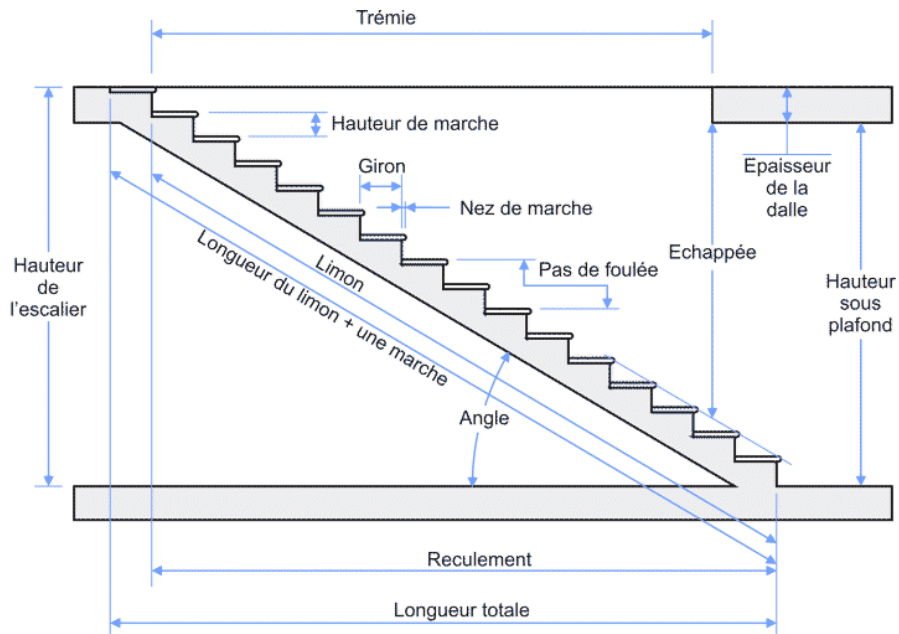 Trémie
Hauteur de marche
Giron
Epaisseur
de la
dalle
Nez de marche
Echappée
Pas de foulée
Hauteur
de
l'escalier
Hauteur
sous
plafond
Limon
Longueur du limon + une marche
Angle
Reculement
Longueur totale